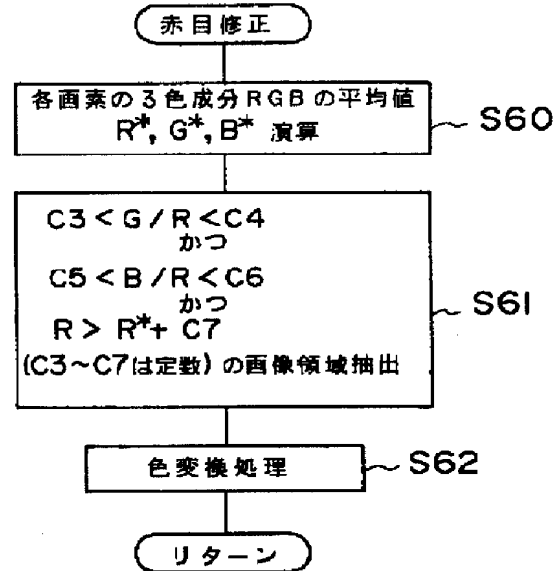 赤目修正
各画素の3色成分RGBの平均値
R*, G*, B* 演算
S60
C3<G/R<C4
かつ
C5<B/R<C6
かつ
R> R*+ C7
(C3～C7は定数)の画像領域抽出
S61
色変換処理
S62
リターン